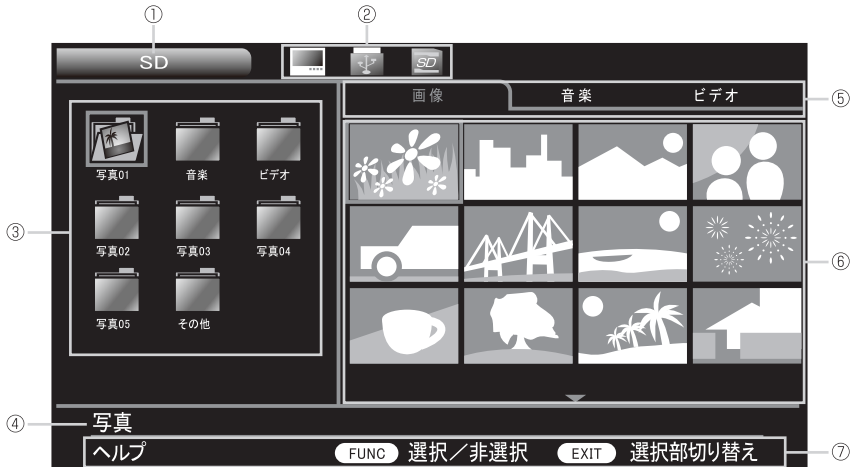 ① ②
SD SD
画像 音楽 ビデオ ⑤
写真01 音楽 ビデオ
③ 写真02 写真03 写真04 ⑥
写真05 その他
④ 写真
ヘルプ FUNC 選択／非選択 EXIT 選択部切り替え ⑦